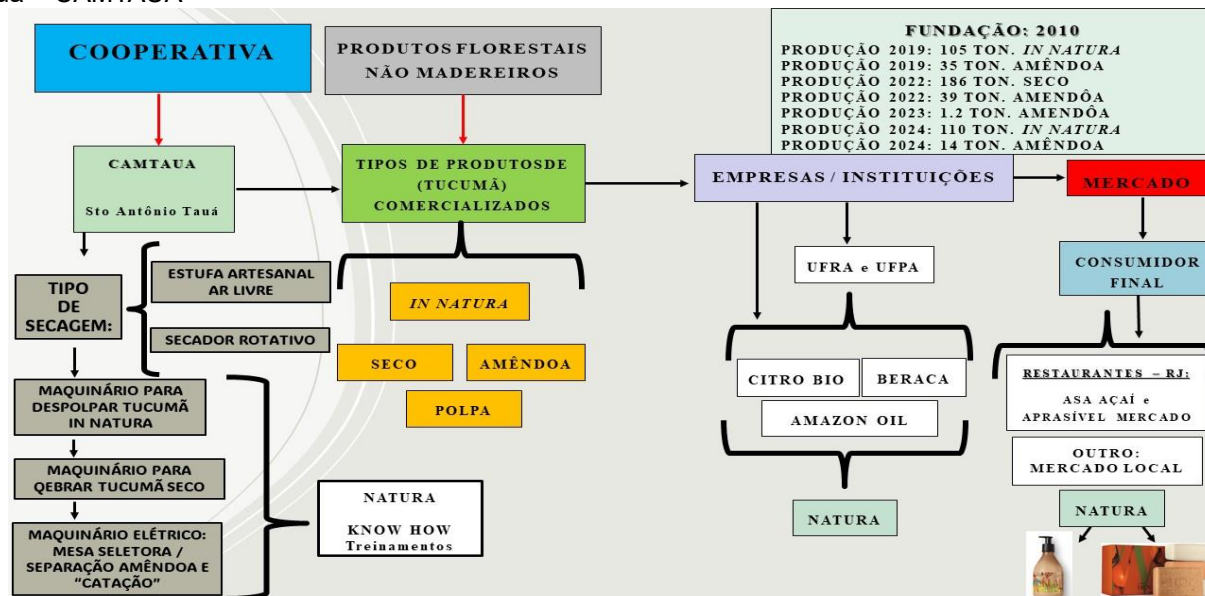 CAMTAUA
COOPERATIVA
PRODUTOS FLORESTAIS
NÃO MADEREIROS
FUNDAÇÃO: 2010
PRODUÇÃO 2019: 105 TON. IN NATURA
PRODUÇÃO 2019: 35 TON. AMÊNDOA
PRODUÇÃO 2022: 186 TON. SECO
PRODUÇÃO 2022: 39 TON. AMENDÔA
PRODUÇÃO 2023: 1.2 TON. AMENDÔA
PRODUÇÃO 2024: 110 TON. IN NATURA
PRODUÇÃO 2024: 14 TON. AMÊNDOA
CAMTAUA
Sto Antônio Tauá
TIPOS DE PRODUTOSDE
(TUCUMÃ)
COMERCIALIZADOS
EMPRESAS / INSTITUIÇÕES
MERCADO
TIPO
DE
SECAGEM:
ESTUFA ARTESANAL
AR LIVRE
SECADOR ROTATIVO
IN NATURA
SECO
AMÊNDOA
POLPA
UFRA e UFPA
CONSUMIDOR
FINAL
MAQUINÁRIO PARA
DESPOLPAR TUCUMÃ
IN NATURA
MAQUINÁRIO PARA
QEBRAR TUCUMÃ SECO
MAQUINÁRIO ELÉTRICO:
MESA SELETORA /
SEPARAÇÃO AMÊNDOA E
“CATAÇÃO”
NATURA
KNOW HOW
Treinamentos
CITRO BIO
BERACA
AMAZON OIL
NATURA
RESTAURANTES – RJ:
ASA AÇAÍ e
APRASÍVEL MERCADO
OUTRO:
MERCADO LOCAL
NATURA